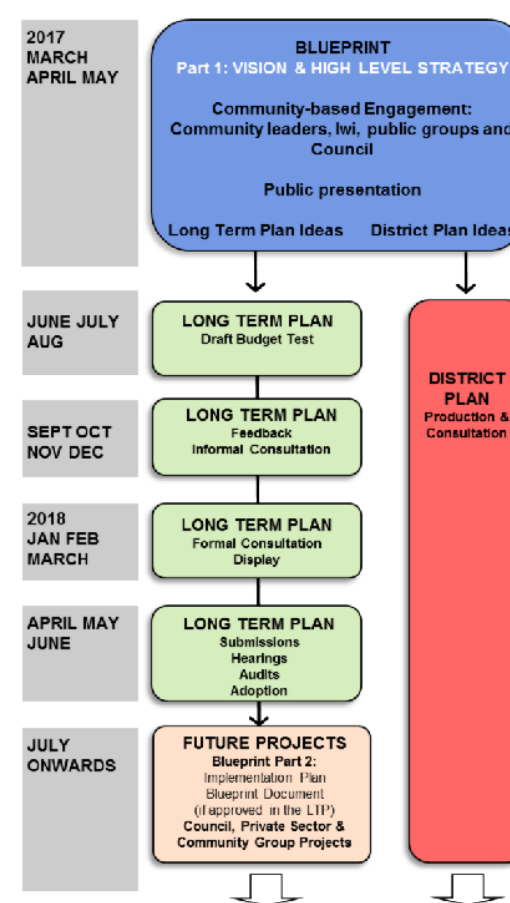 2017
MARCH
APRIL MAY
BLUEPRINT
Part 1: VISION & HIGH LEVEL STRATEGY
Community-based Engagement:
Community leaders, Iwi, public groups and
Council
Public presentation
Long Term Plan Ideas
District Plan Ideas
JUNE JULY
AUG
LONG TERM PLAN
Draft Budget Test
DISTRICT
PLAN
Production &
Consultation
SEPT OCT
NOV DEC
LONG TERM PLAN
Feedback
Informal Consultation
2018
JAN FEB
MARCH
LONG TERM PLAN
Formal Consultation
Display
APRIL MAY
JUNE
LONG TERM PLAN
Submissions
Hearings
Audits
Adoption
JULY
ONWARDS
FUTURE PROJECTS
Blueprint Part 2:
Implementation Plan
Blueprint Document
(if approved in the LTP)
Council, Private Sector &
Community Group Projects